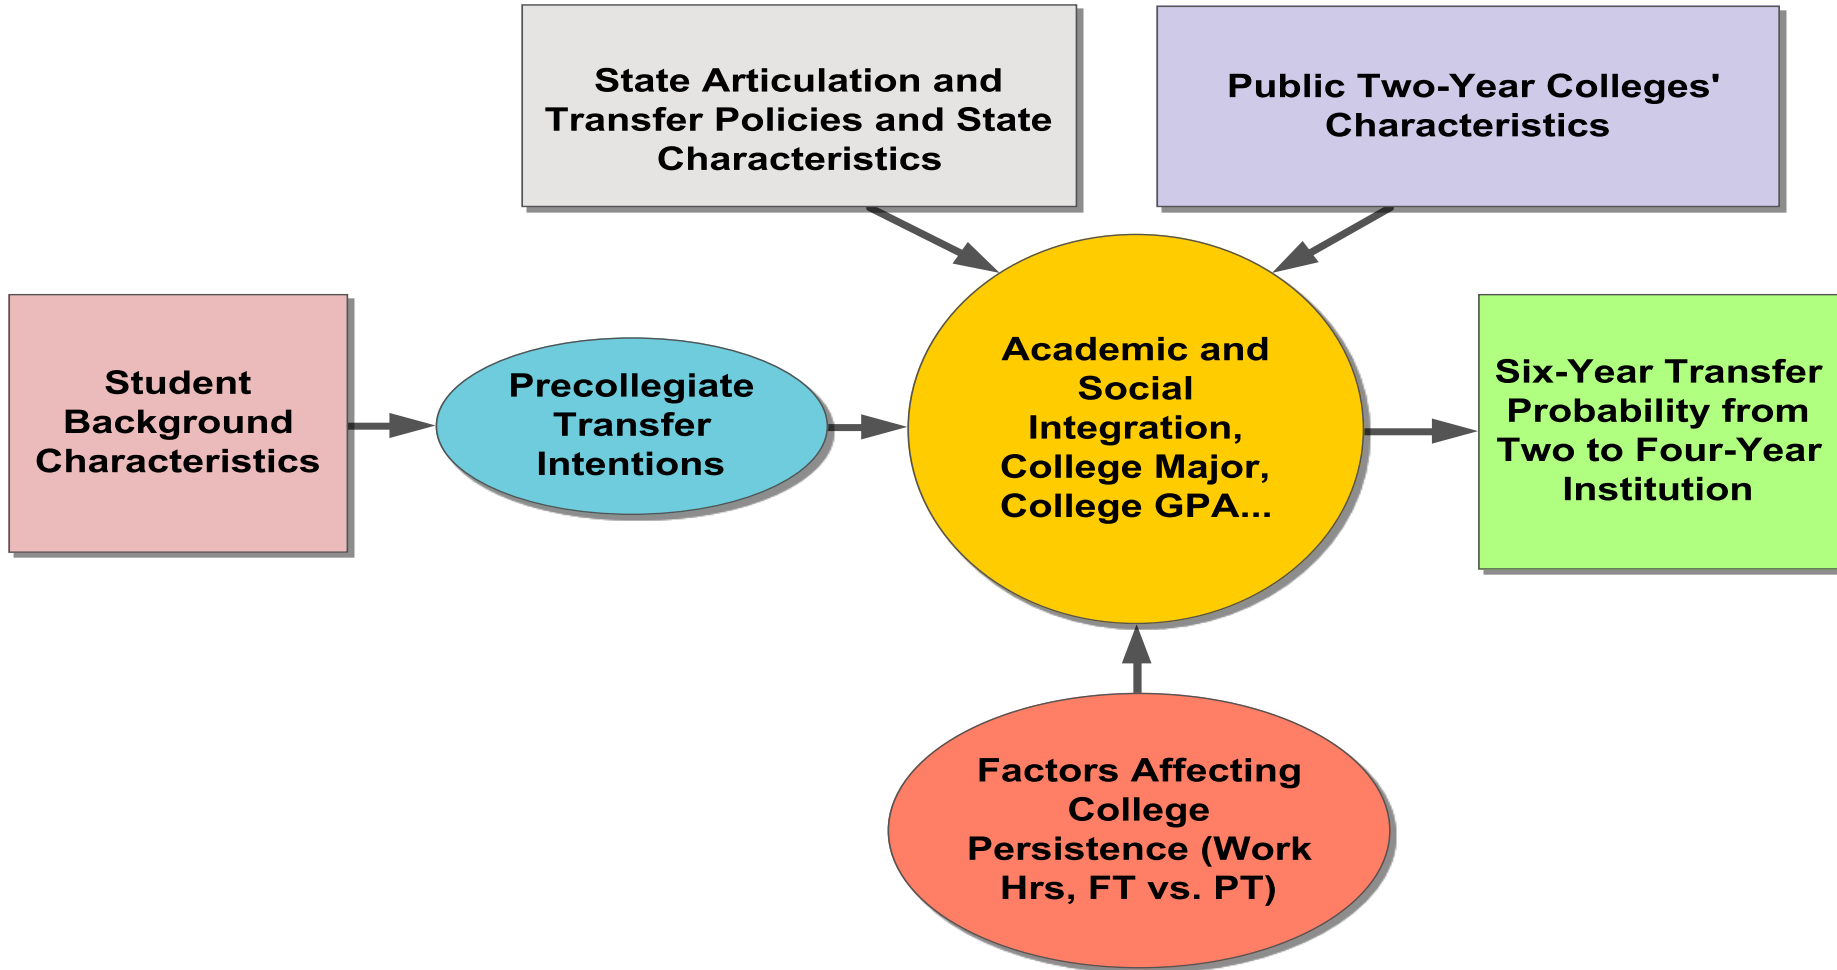 State Articulation and
Transfer Policies and State
Characteristics
Public Two-Year Colleges'
Characteristics
Student
Background
Characteristics
Precollegiate
Transfer
Intentions
Academic and
Social
Integration,
College Major,
College GPA...
Six-Year Transfer
Probability from
Two to Four-Year
Institution
Factors Affecting
College
Persistence (Work
Hrs, FT vs. PT)